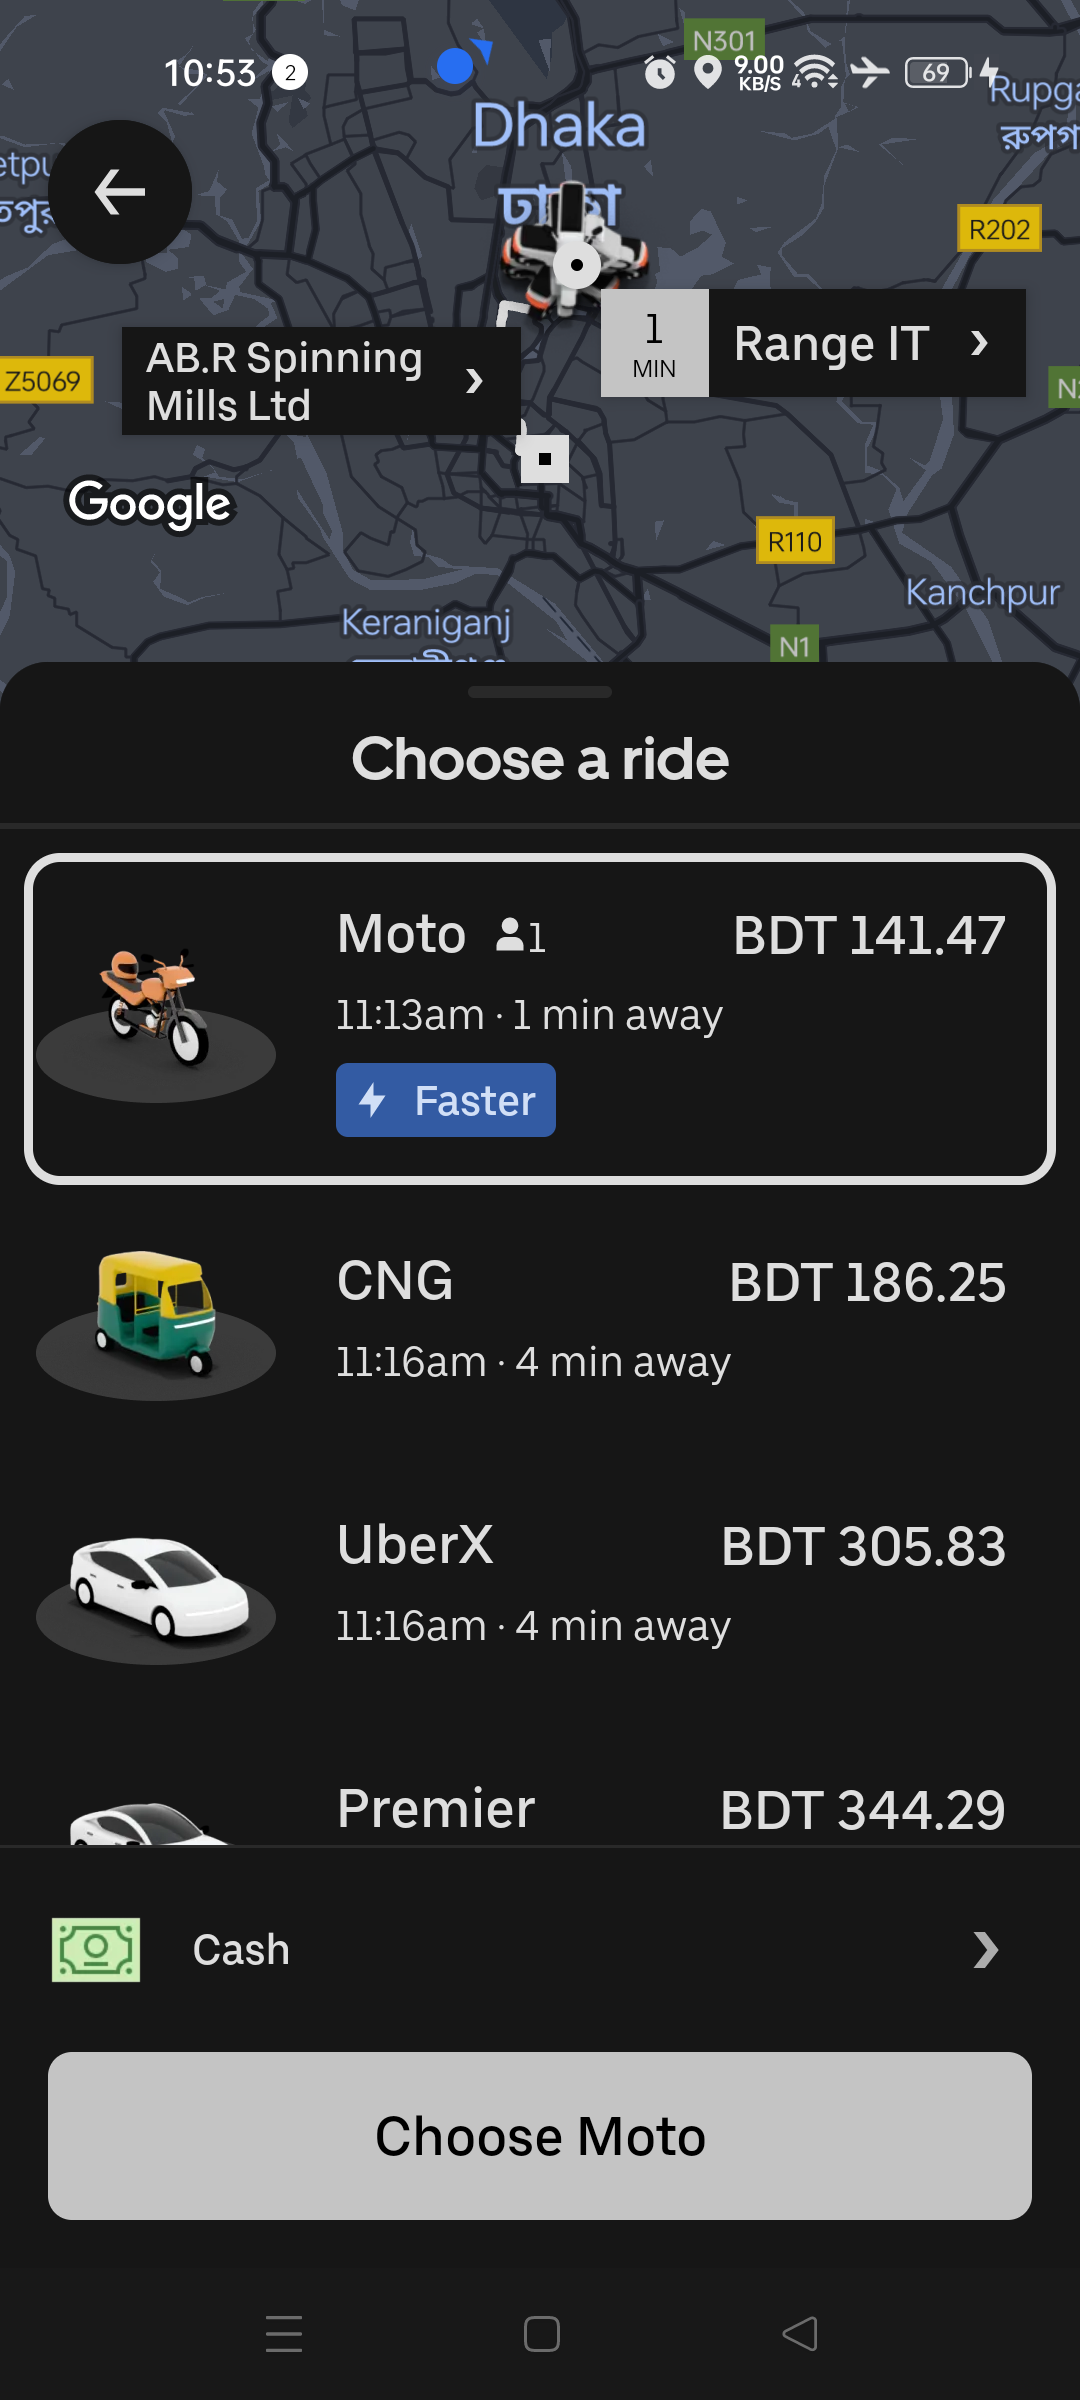 10:53 2
9.00
KB/S
4
69
N301
Dhaka
ঢাকা
R202
1
MIN
Range IT
AB.R Spinning
Mills Ltd
Z5069
Google
R110
Kanchpur
Keraniganj
N1
Choose a ride
Moto 1 BDT 141.47
11:13am · 1 min away
Faster
CNG BDT 186.25
11:16am · 4 min away
UberX BDT 305.83
11:16am · 4 min away
Premier BDT 344.29
Cash
Choose Moto